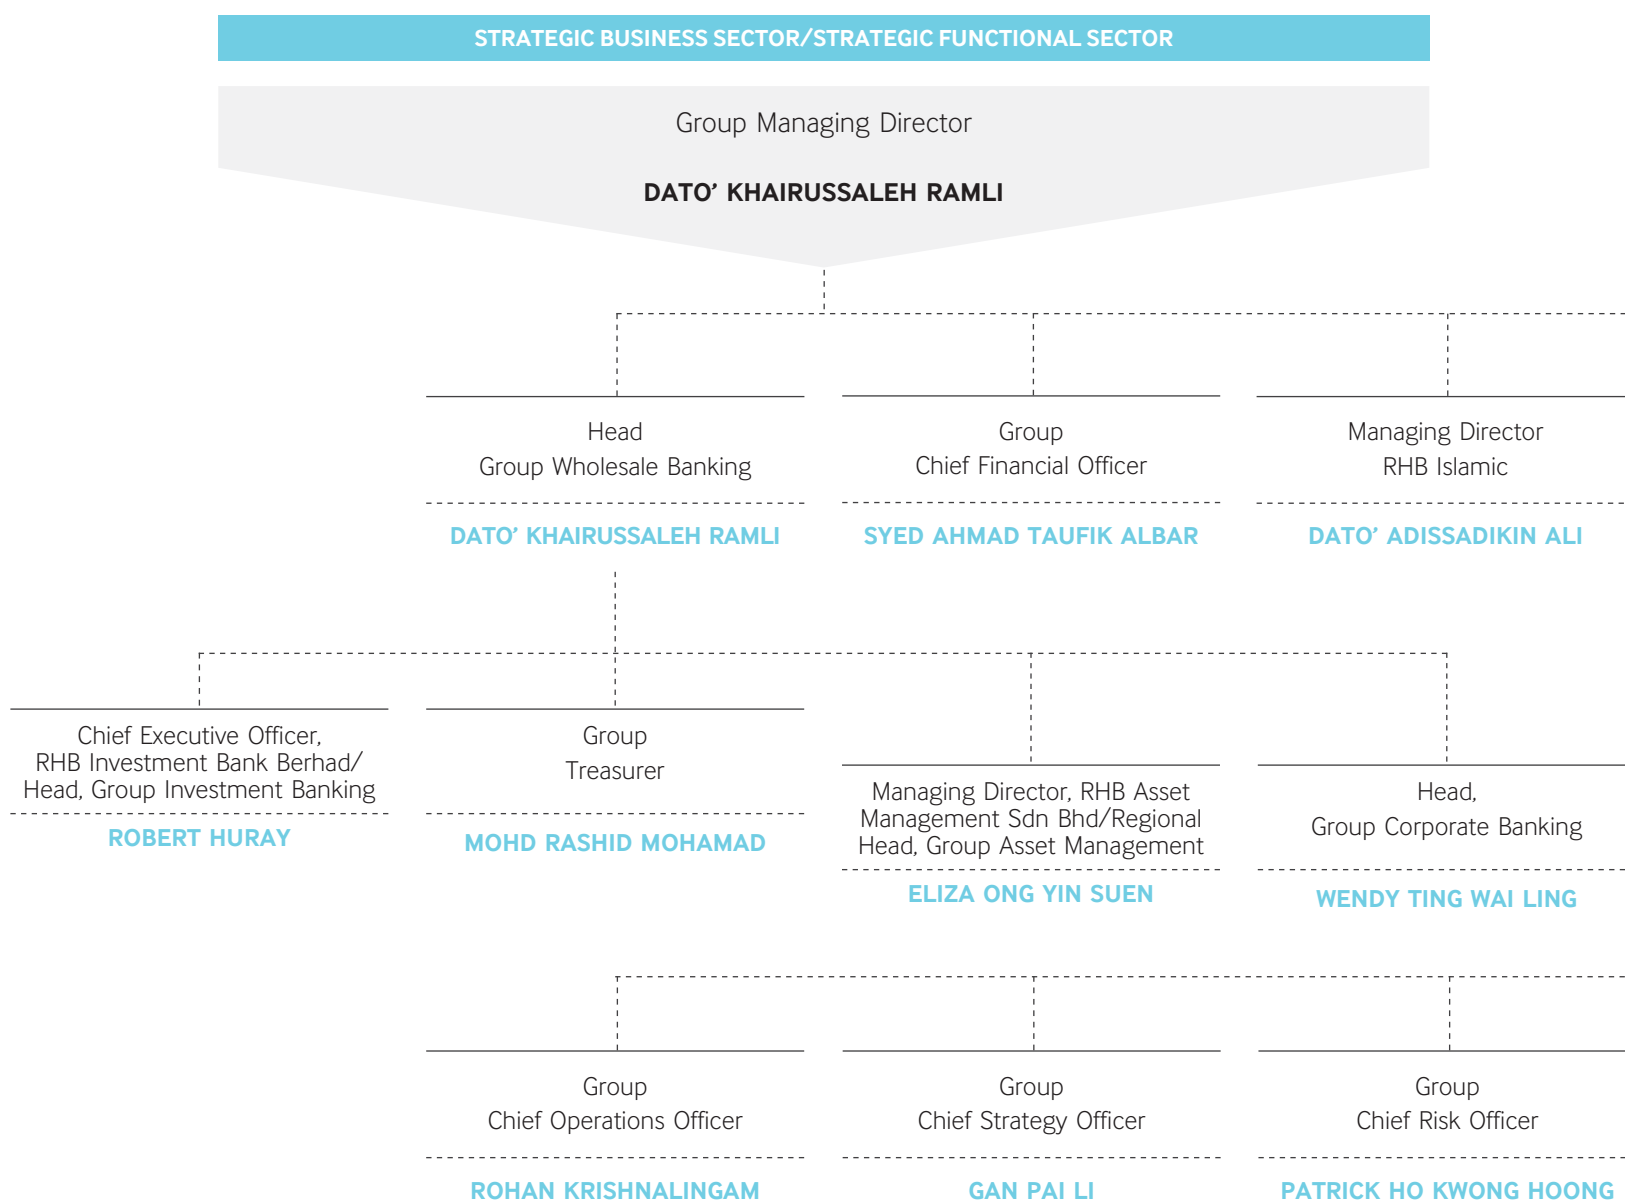 STRATEGIC BUSINESS SECTOR/STRATEGIC FUNCTIONAL SECTOR
Group Managing Director
DATO’ KHAIRUSSALEH RAMLI
Head
Group Wholesale Banking
DATO’ KHAIRUSSALEH RAMLI
Group
Chief Financial Officer
SYED AHMAD TAUFIK ALBAR
Managing Director
RHB Islamic
DATO’ ADISSADIKIN ALI
Chief Executive Officer,
RHB Investment Bank Berhad/
Head, Group Investment Banking
ROBERT HURAY
Group
Treasurer
MOHD RASHID MOHAMAD
Managing Director, RHB Asset
Management Sdn Bhd/Regional
Head, Group Asset Management
ELIZA ONG YIN SUEN
Head,
Group Corporate Banking
WENDY TING WAI LING
Group
Chief Operations Officer
ROHAN KRISHNALINGAM
Group
Chief Strategy Officer
GAN PAI LI
Group
Chief Risk Officer
PATRICK HO KWONG HOONG